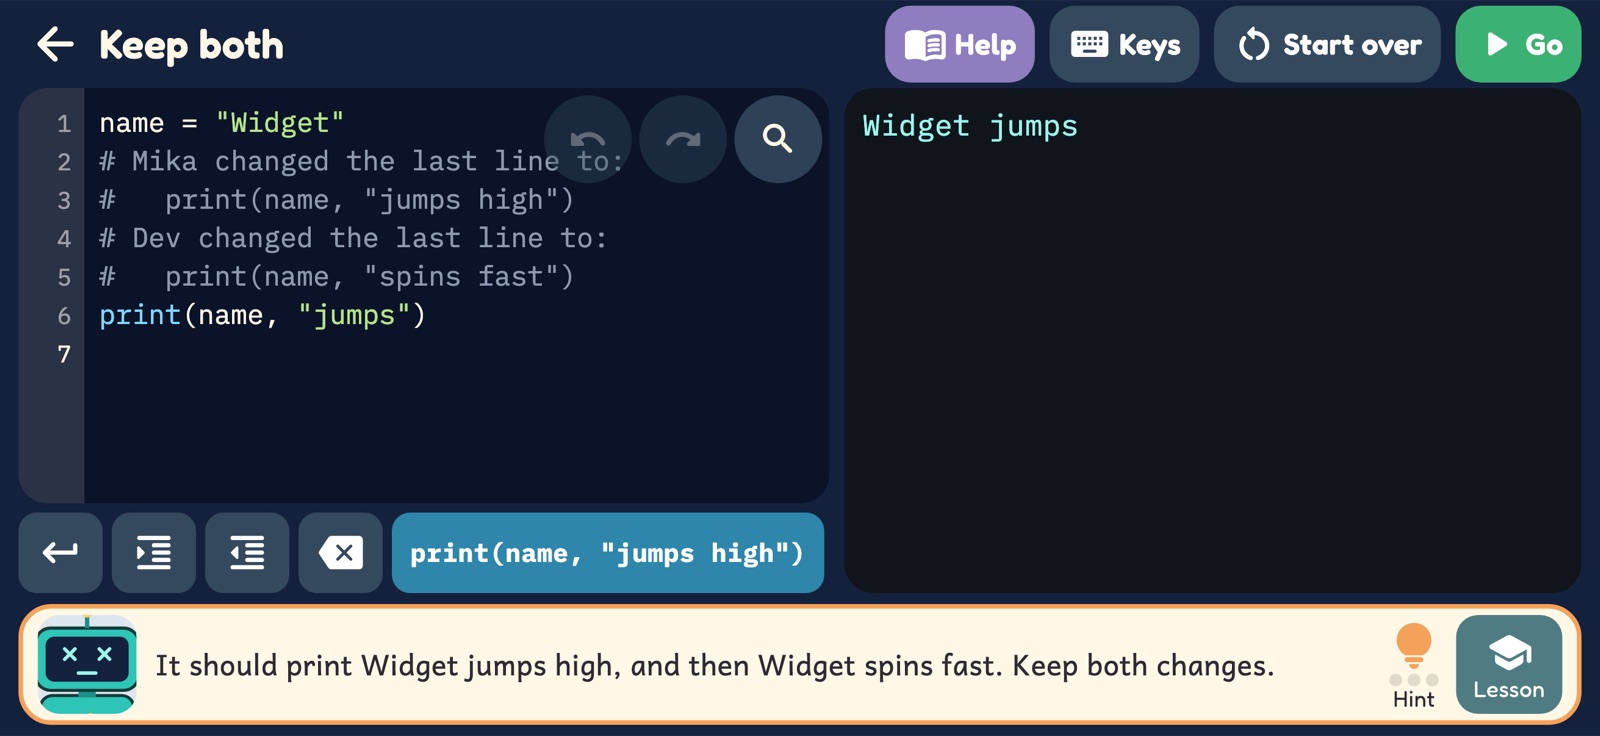 Keep both
Help
Keys
Start over
Go
1 name = "Widget"
2 # Mika changed the last line to:
3 #   print(name, "jumps high")
4 # Dev changed the last line to:
5 #   print(name, "spins fast")
6 print(name, "jumps")
7
Widget jumps
print(name, "jumps high")
It should print Widget jumps high, and then Widget spins fast. Keep both changes.
Hint
Lesson